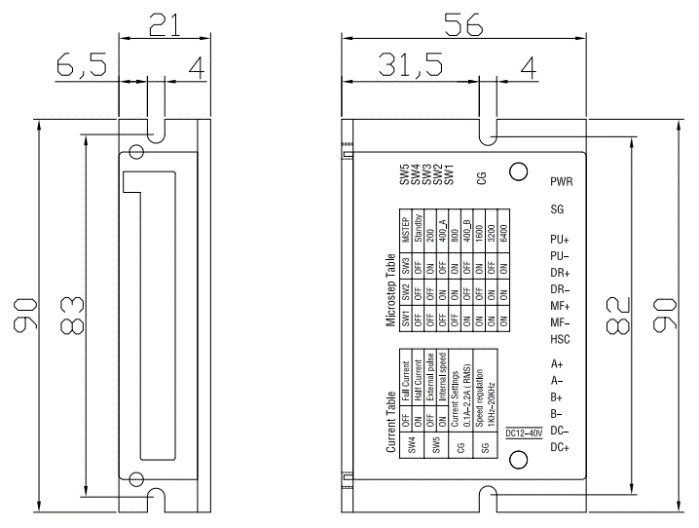 21
6,5
4
90
83
56
31,5
4
82
90
SW5
SW4
SW3
SW2
SW1
CG
Microstep Table
SW1 SW2 SW3 MSTEP
OFF OFF OFF Standby
OFF OFF ON 200
OFF ON OFF 400_A
OFF ON ON 800
ON OFF OFF 400_B
ON OFF ON 1600
ON ON OFF 3200
ON ON ON 6400
Current Table
SW4 OFF Full Current
ON Half Current
SW5 OFF External pulse
ON Internal speed
CG Current Settings
0.1A-2.2A ( RMS)
SG Speed regulation
1KHz-20KHz
PWR
SG
PU+
PU-
DR+
DR-
MF+
MF-
HSC
A+
A-
B+
B-
DC-
DC+
DC12-40V